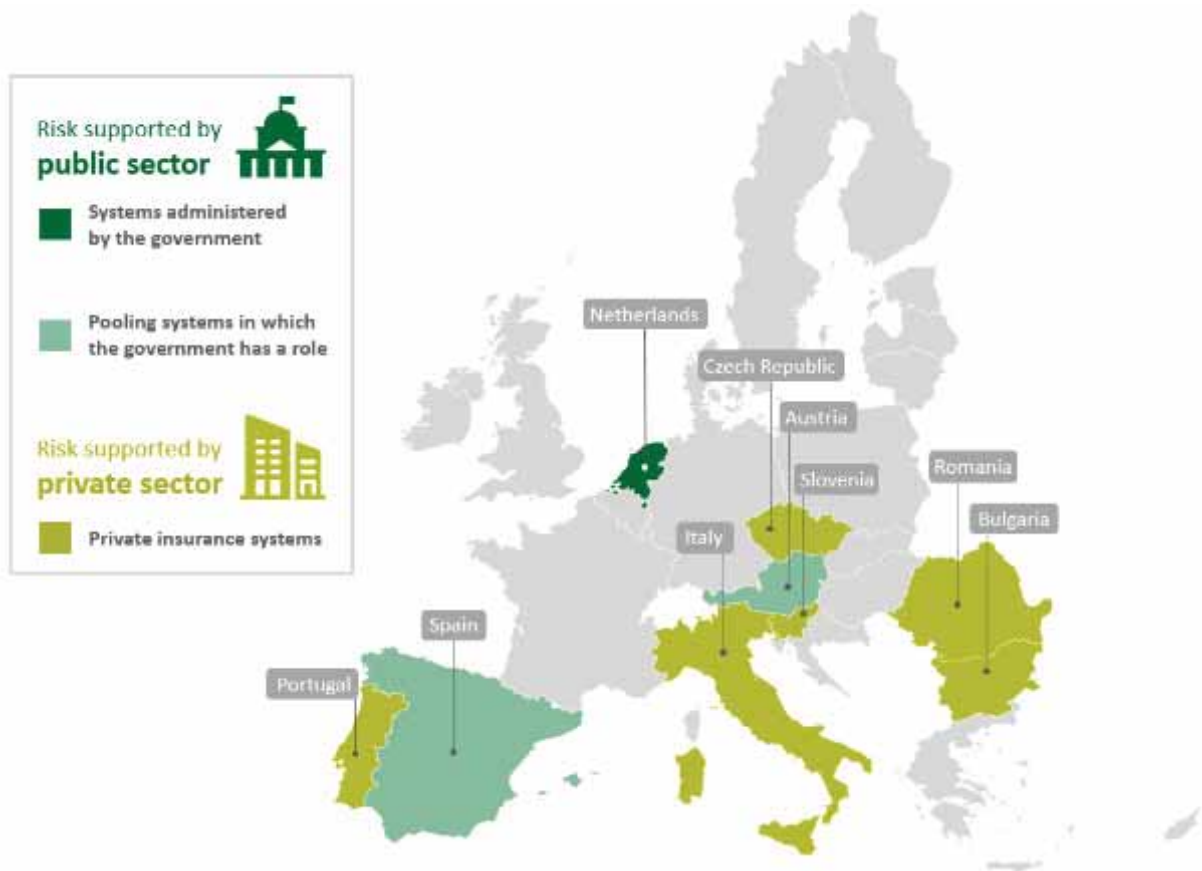 Risk supported by
public sector
Systems administered
by the government
Pooling systems in which
the government has a role
Risk supported by
private sector
Private insurance systems
Netherlands
Czech Republic
Austria
Slovenia
Romania
Bulgaria
Italy
Spain
Portugal